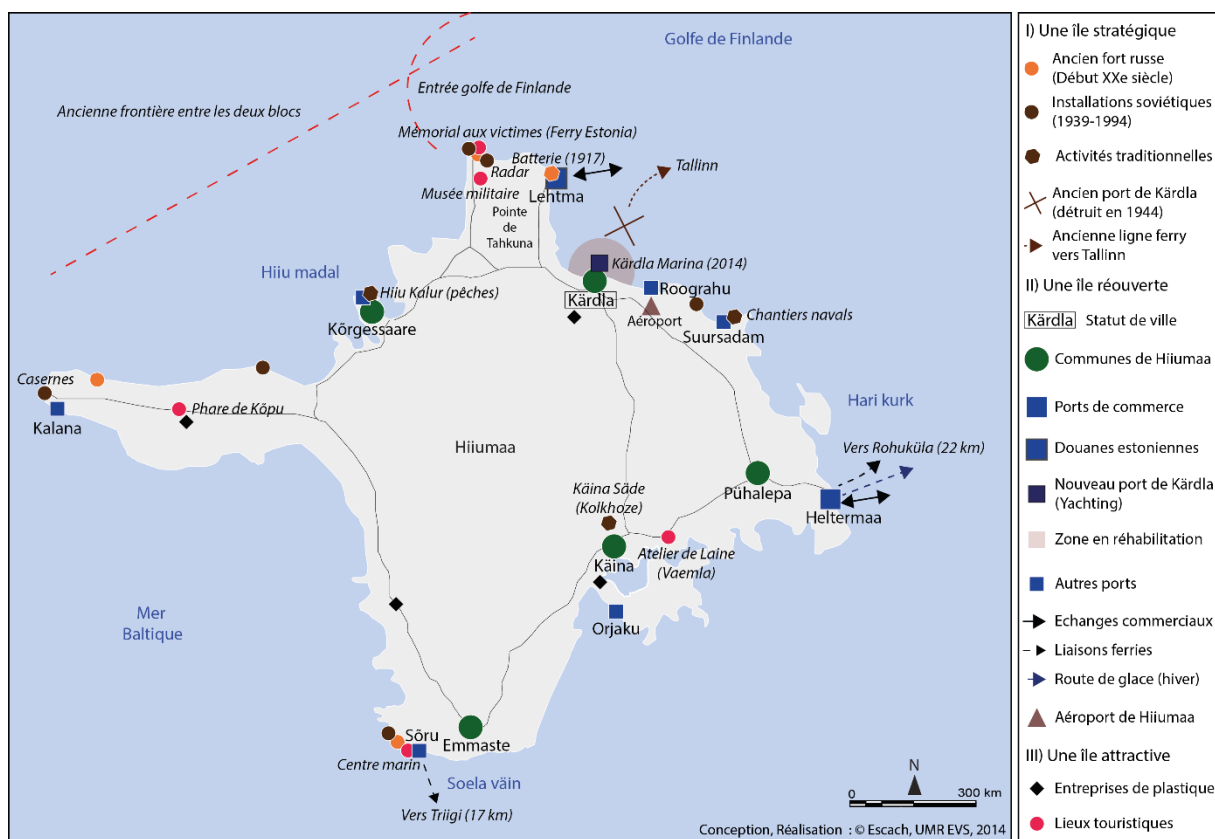 Golfe de Finlande
Ancienne frontière entre les deux blocs
Entrée golfe de Finlande
Mémorial aux victimes (Ferry Estonia)
Batterie (1917)
Radar
Musée militaire
Lehtma
Tallinn
Pointe
de
Tahkuna
Hiiu madal
Kärdla Marina (2014)
Hiiu Kalur (pêches)
Kärdla
Roograhu
Kõrgessaare
Aéroport
Chantiers navals
Suursadam
Casernes
Phare de Kõpu
Kalana
Hari kurk
Hiiumaa
Vers Rohuküla (22 km)
Käina Säde
(Kolkhoze)
Pühalepa
Heltermaa
Käina
Atelier de Laine
(Vaemla)
Mer
Baltique
Orjaku
Sõru
Emmaste
Centre marin
Soela väin
Vers Triigi (17 km)
N
0
300 km
Conception, Réalisation : © Escach, UMR EVS, 2014
I) Une île stratégique
Ancien fort russe
(Début XXe siècle)
Installations soviétiques
(1939-1994)
Activités traditionnelles
Ancien port de Kärdla
(détruit en 1944)
Ancienne ligne ferry
vers Tallinn
II) Une île réouverte
Kärdla Statut de ville
Communes de Hiiumaa
Ports de commerce
Douanes estoniennes
Nouveau port de Kärdla
(Yachting)
Zone en réhabilitation
Autres ports
Echanges commerciaux
Liaisons ferries
Route de glace (hiver)
Aéroport de Hiiumaa
III) Une île attractive
Entreprises de plastique
Lieux touristiques